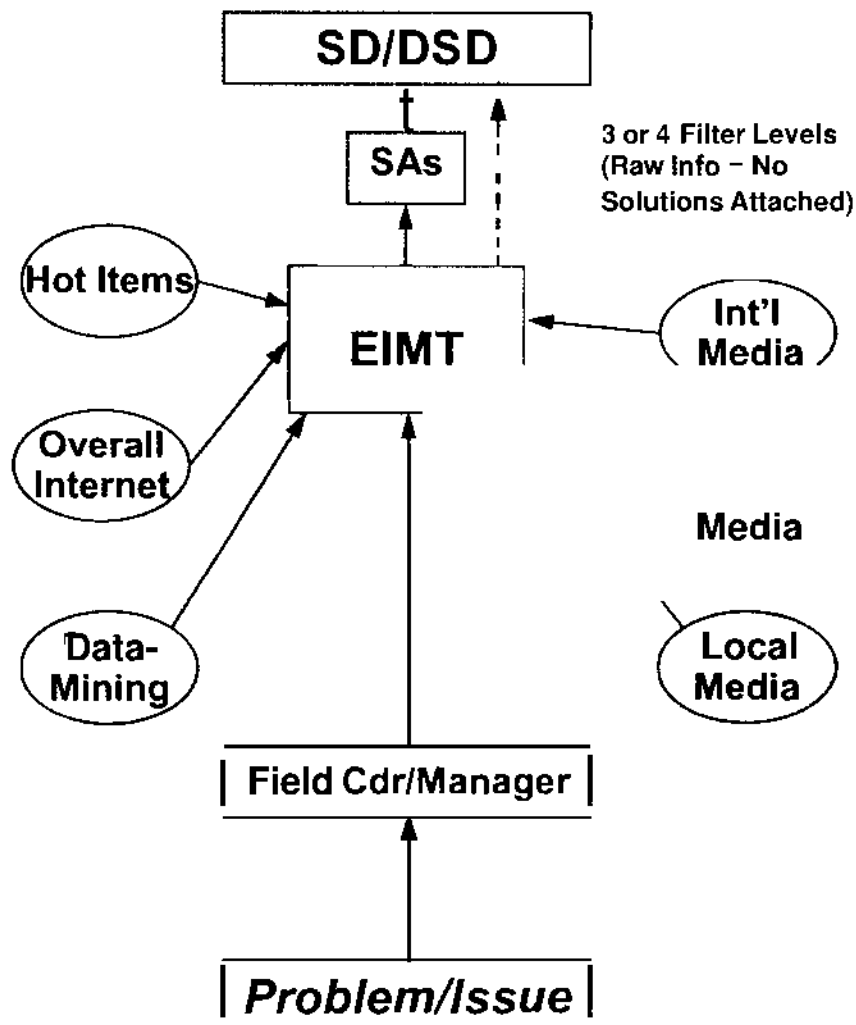 SD/DSD
SAs
3 or 4 Filter Levels
(Raw Info – No
Solutions Attached)
Hot Items
EIMT
Int'l
Media
Overall
Internet
Media
Data-
Mining
Local
Media
Field Cdr/Manager
Problem/Issue